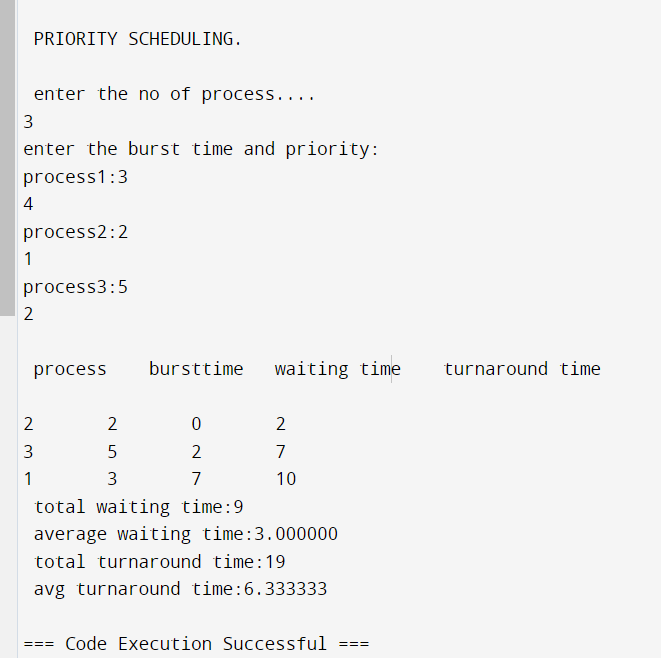 PRIORITY SCHEDULING.
enter the no of process....
3
enter the burst time and priority:
process1:3
4
process2:2
1
process3:5
2
process    bursttime   waiting time    turnaround time
2       2       0       2
3       5       2       7
1       3       7       10
total waiting time:9
average waiting time:3.000000
total turnaround time:19
avg turnaround time:6.333333
=== Code Execution Successful ===